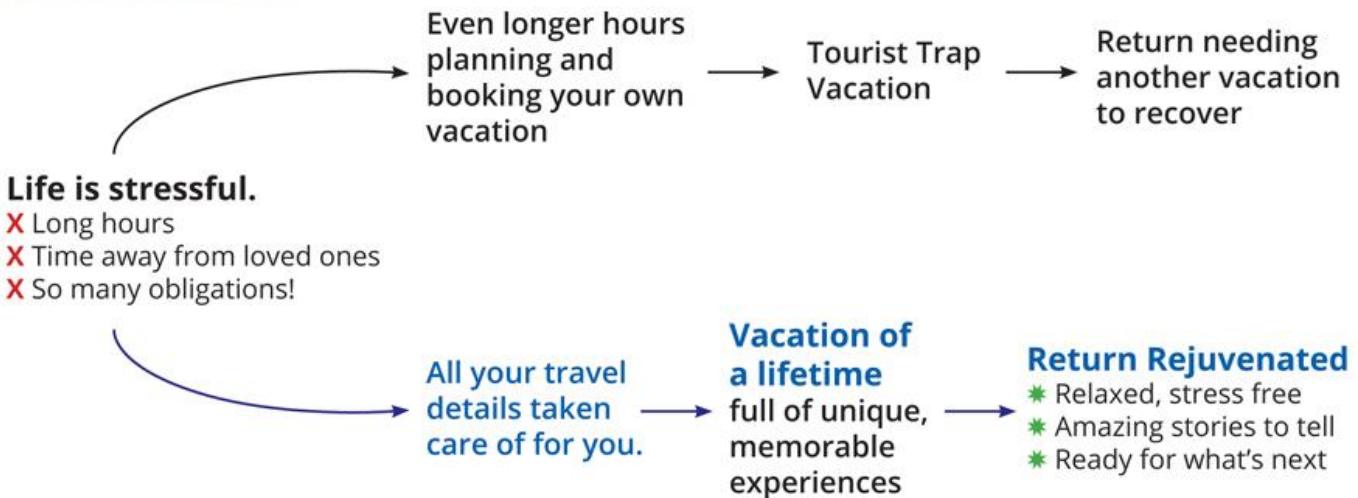 Even longer hours
planning and
booking your own
vacation
Tourist Trap
Vacation
Return needing
another vacation
to recover
Life is stressful.
X Long hours
X Time away from loved ones
X So many obligations!
All your travel
details taken
care of for you.
Vacation of
a lifetime
full of unique,
memorable
experiences
Return Rejuvenated
✷ Relaxed, stress free
✷ Amazing stories to tell
✷ Ready for what's next